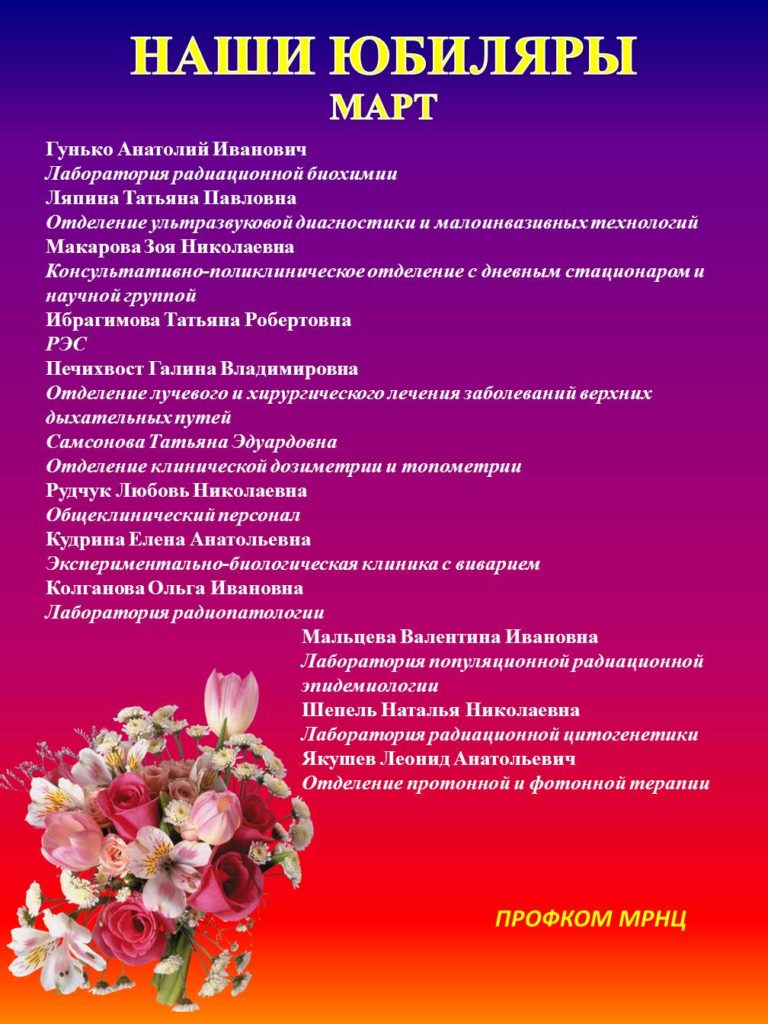 НАШИ ЮБИЛЯРЫ
МАРТ
Гунько Анатолий Иванович
Лаборатория радиационной биохимии
Ляпина Татьяна Павловна
Отделение ультразвуковой диагностики и малоинвазивных технологий
Макарова Зоя Николаевна
Консультативно-поликлиническое отделение с дневным стационаром и
научной группой
Ибрагимова Татьяна Робертовна
РЭС
Печихвост Галина Владимировна
Отделение лучевого и хирургического лечения заболеваний верхних
дыхательных путей
Самсонова Татьяна Эдуардовна
Отделение клинической дозиметрии и топометрии
Рудчук Любовь Николаевна
Общеклинический персонал
Кудрина Елена Анатольевна
Экспериментально-биологическая клиника с виварием
Колганова Ольга Ивановна
Лаборатория радиопатологии
Мальцева Валентина Ивановна
Лаборатория популяционной радиационной
эпидемиологии
Шепель Наталья Николаевна
Лаборатория радиационной цитогенетики
Якушев Леонид Анатольевич
Отделение протонной и фотонной терапии
ПРОФКОМ МРНЦ